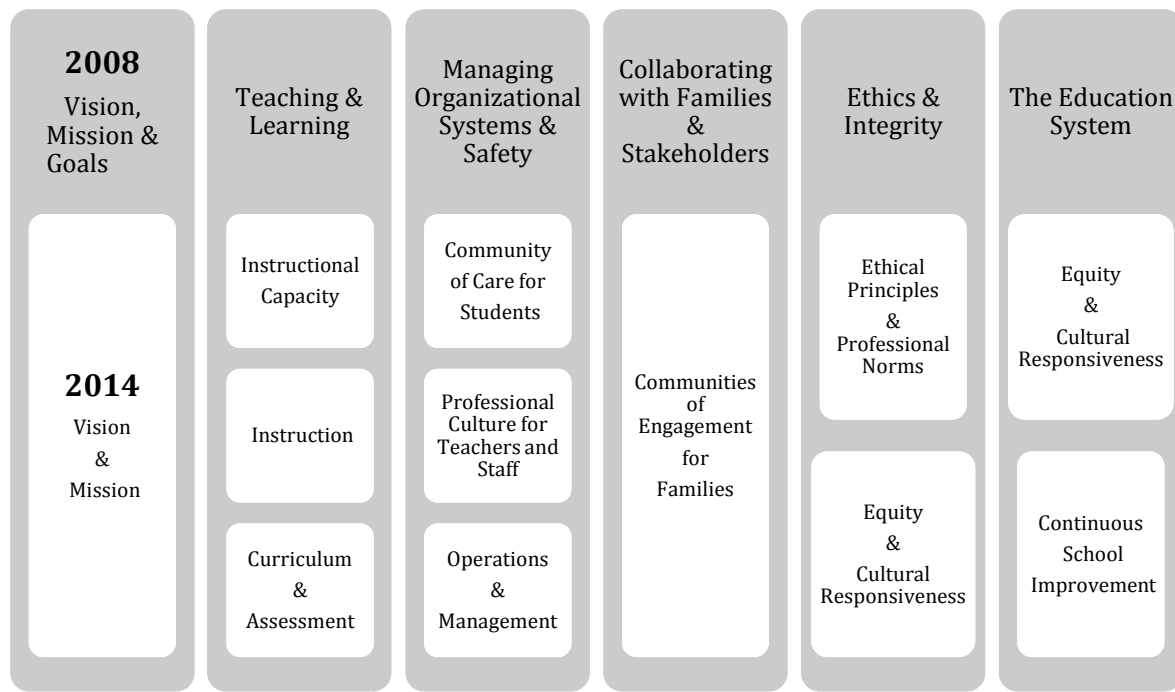 2008
Vision,
Mission &
Goals
2014
Vision
&
Mission
Teaching &
Learning
Instructional
Capacity
Instruction
Curriculum
&
Assessment
Managing
Organizational
Systems &
Safety
Community
of Care for
Students
Professional
Culture for
Teachers and
Staff
Operations
&
Management
Collaborating
with Families
&
Stakeholders
Communities
of
Engagement
for
Families
Ethics &
Integrity
Ethical
Principles
&
Professional
Norms
Equity
&
Cultural
Responsiveness
The Education
System
Equity
&
Cultural
Responsiveness
Continuous
School
Improvement